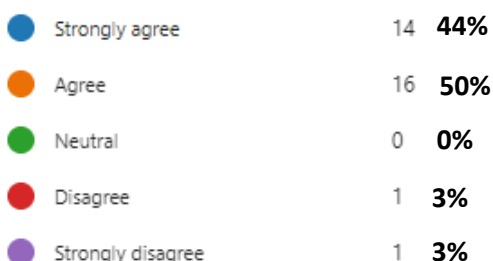 Strongly agree 14 44%
Agree 16 50%
Neutral 0 0%
Disagree 1 3%
Strongly disagree 1 3%